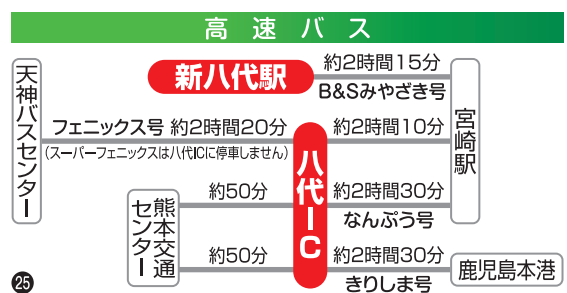 高速バス
新八代駅
約2時間15分
B&Sみやざき号
天神バスセンター
フェニックス号 約2時間20分
(スーパーフェニックスは八代ICに停車しません)
八代IC
約2時間10分
宮崎駅
熊本交通センター
約50分
約2時間30分
なんぷう号
約50分
約2時間30分
きりしま号
鹿児島本港
25